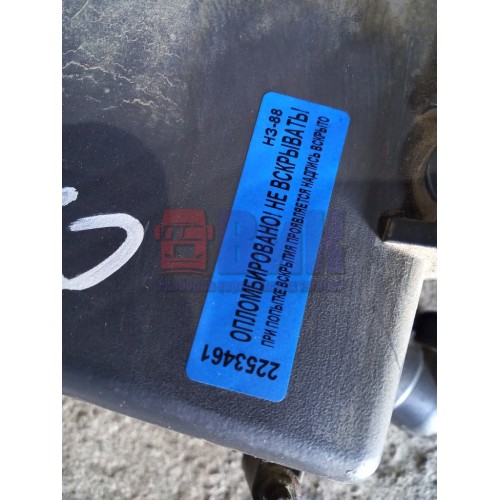 НЗ-88
ОПЛОМБИРОВАНО! НЕ ВСКРЫВАТЬ!
ПРИ ПОПЫТКЕ ВСКРЫТИЯ ПРОЯВЛЯЕТСЯ НАДПИСЬ ВСКРЫТО
2253461